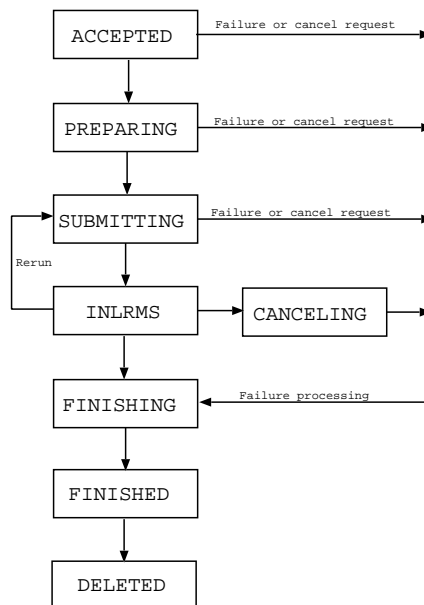 ACCEPTED
Failure or cancel request
PREPARING
Failure or cancel request
SUBMITTING
Failure or cancel request
Rerun
INLRMS
CANCELING
FINISHING
Failure processing
FINISHED
DELETED